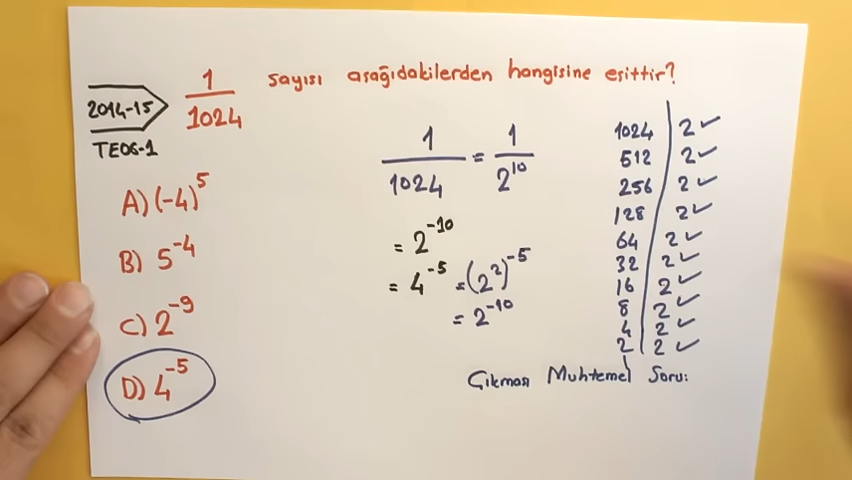 1/1024 sayısı aşağıdakilerden hangisine eşittir?
2014-15
TEOG-1
A) (-4)^5
B) 5^-4
C) 2^-9
D) 4^-5
1/1024 = 1/2^10
= 2^-10
= 4^-5 = (2^2)^-5
= 2^-10
1024 | 2 ✓
512 | 2 ✓
256 | 2 ✓
128 | 2 ✓
64 | 2 ✓
32 | 2 ✓
16 | 2 ✓
8 | 2 ✓
4 | 2 ✓
2 | 2 ✓
Çıkması Muhtemel Soru: